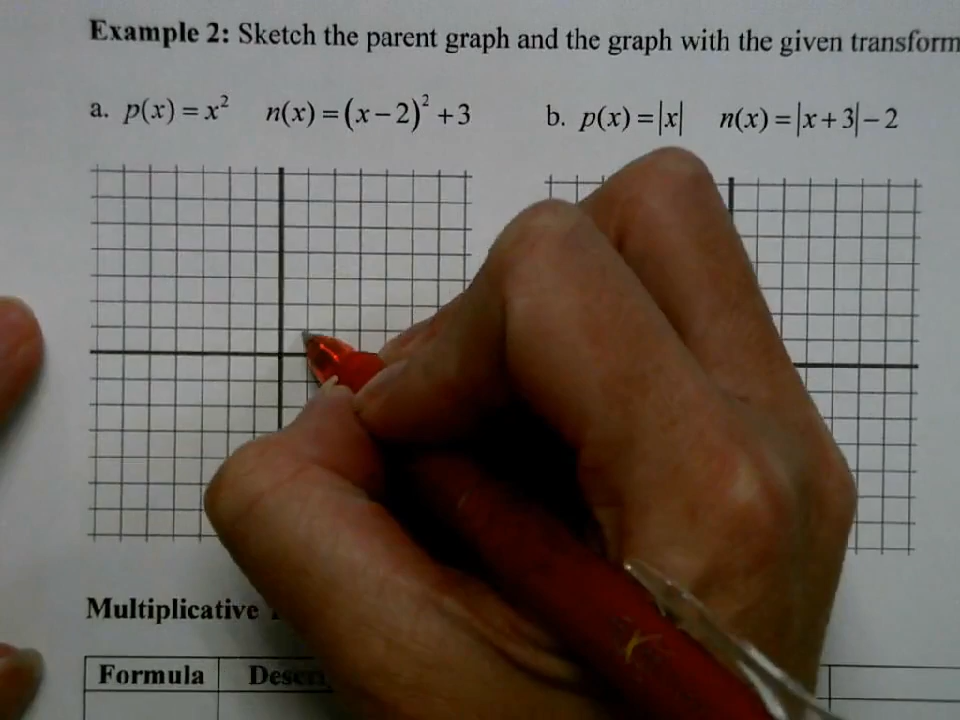 Example 2: Sketch the parent graph and the graph with the given transform
a. p(x) = x² n(x) = (x − 2)² + 3 b. p(x) = |x| n(x) = |x + 3| − 2
Multiplicative
Formula